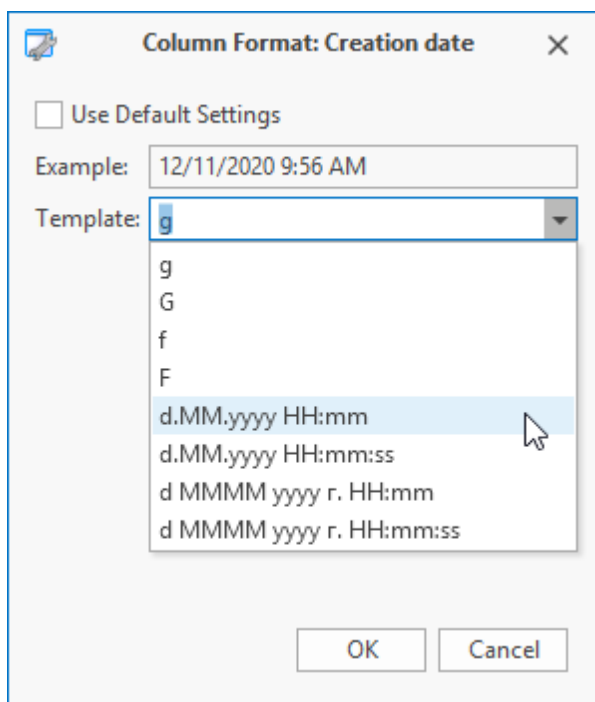 Column Format: Creation date
Use Default Settings
Example: 12/11/2020 9:56 AM
Template: g
g
G
f
F
d.MM.yyyy HH:mm
d.MM.yyyy HH:mm:ss
d MMMM yyyy г. HH:mm
d MMMM yyyy г. HH:mm:ss
OK Cancel